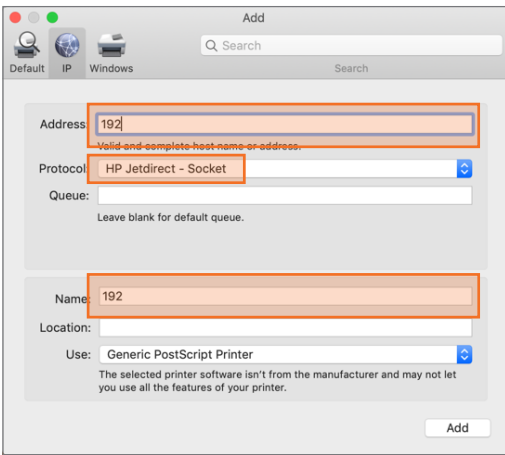 Add
Search
Default IP Windows Search
Address: 192
Valid and complete host name or address.
Protocol: HP Jetdirect - Socket
Queue:
Leave blank for default queue.
Name: 192
Location:
Use: Generic PostScript Printer
The selected printer software isn't from the manufacturer and may not let
you use all the features of your printer.
Add